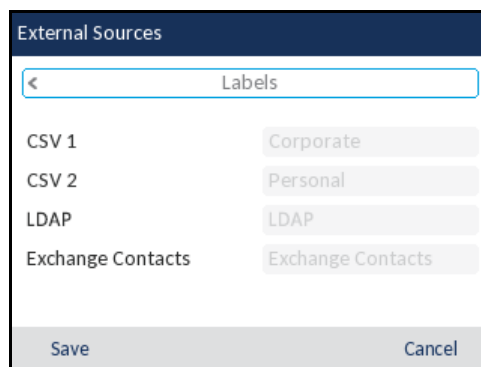 External Sources
< Labels
CSV 1 Corporate
CSV 2 Personal
LDAP LDAP
Exchange Contacts Exchange Contacts
Save Cancel